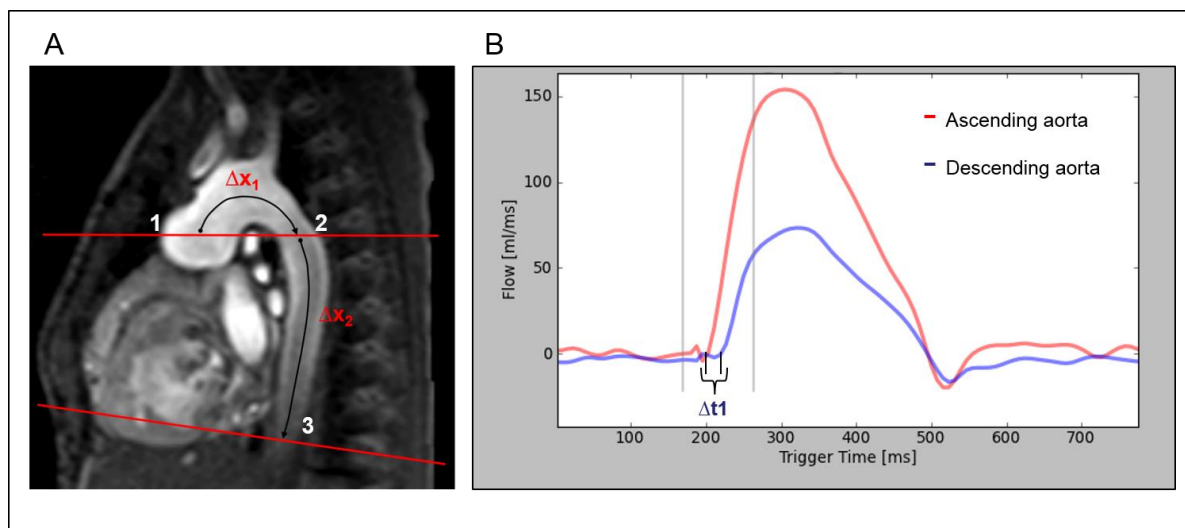 A
B
Δx₁
1
2
Δx₂
3
Flow [ml/ms]
150
100
50
0
Ascending aorta
Descending aorta
Δt1
100
200
300
400
500
600
700
Trigger Time [ms]